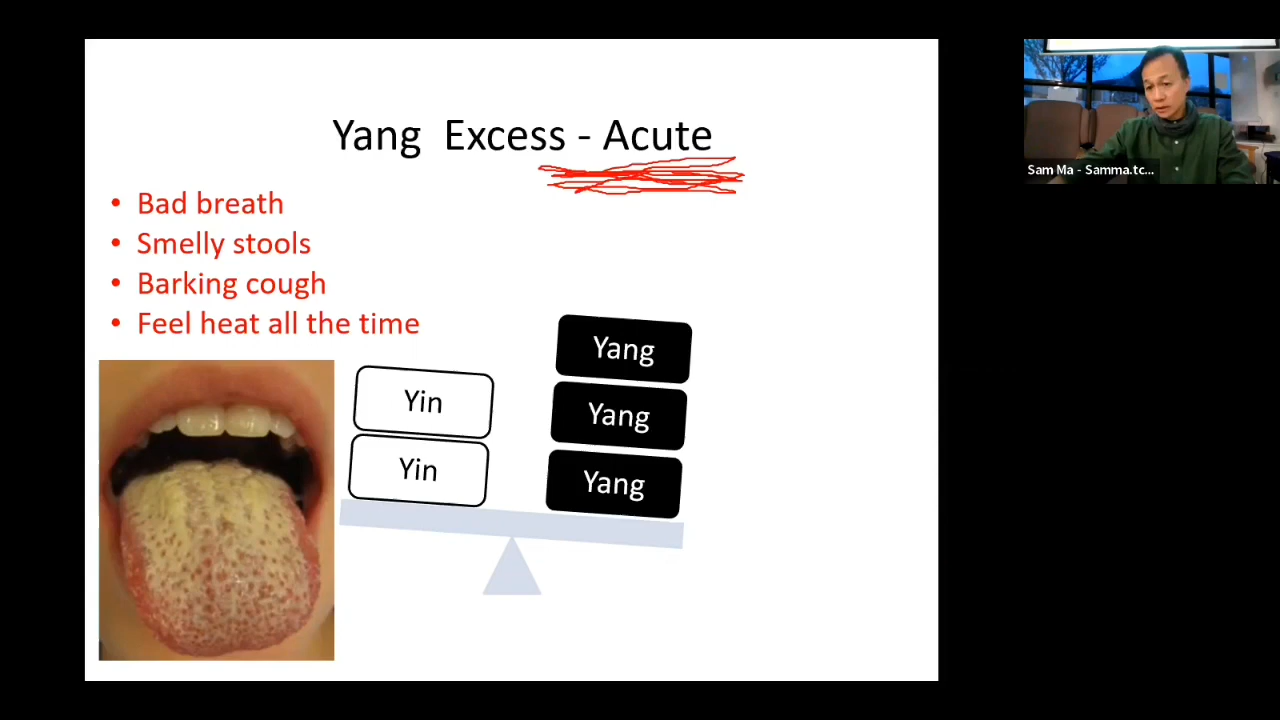 Yang Excess - Acute
• Bad breath
• Smelly stools
• Barking cough
• Feel heat all the time
Yin
Yin
Yang
Yang
Yang
Sam Ma - Samma.tc...